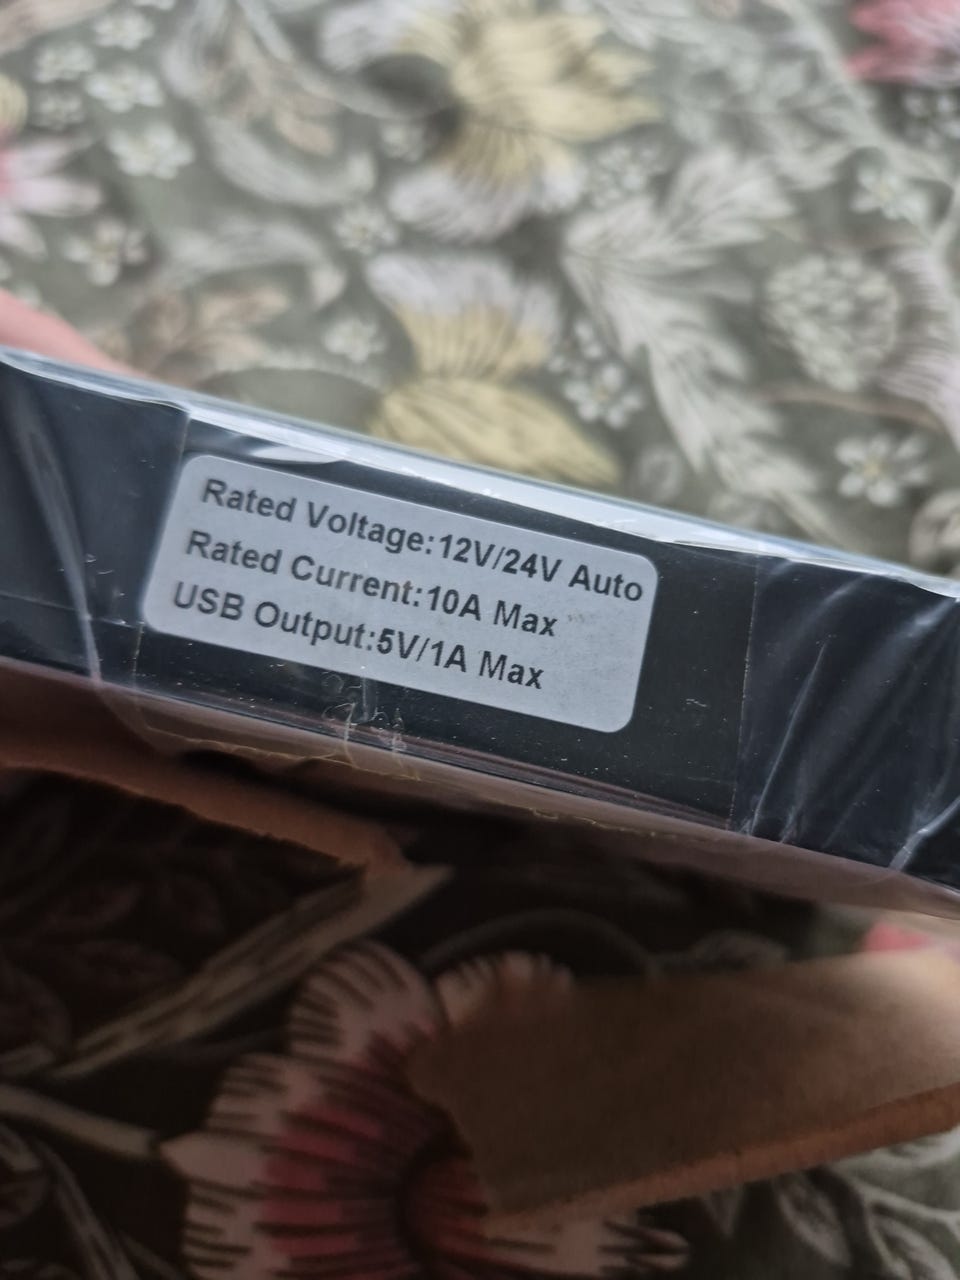 Rated Voltage:12V/24V Auto
Rated Current:10A Max
USB Output:5V/1A Max